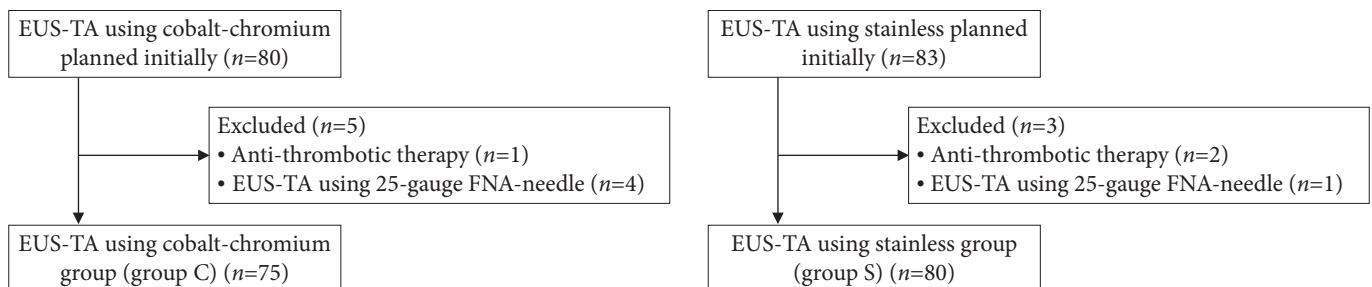 EUS-TA using cobalt-chromium
planned initially (n=80)
Excluded (n=5)
• Anti-thrombotic therapy (n=1)
• EUS-TA using 25-gauge FNA-needle (n=4)
EUS-TA using cobalt-chromium
group (group C) (n=75)
EUS-TA using stainless planned
initially (n=83)
Excluded (n=3)
• Anti-thrombotic therapy (n=2)
• EUS-TA using 25-gauge FNA-needle (n=1)
EUS-TA using stainless group
(group S) (n=80)